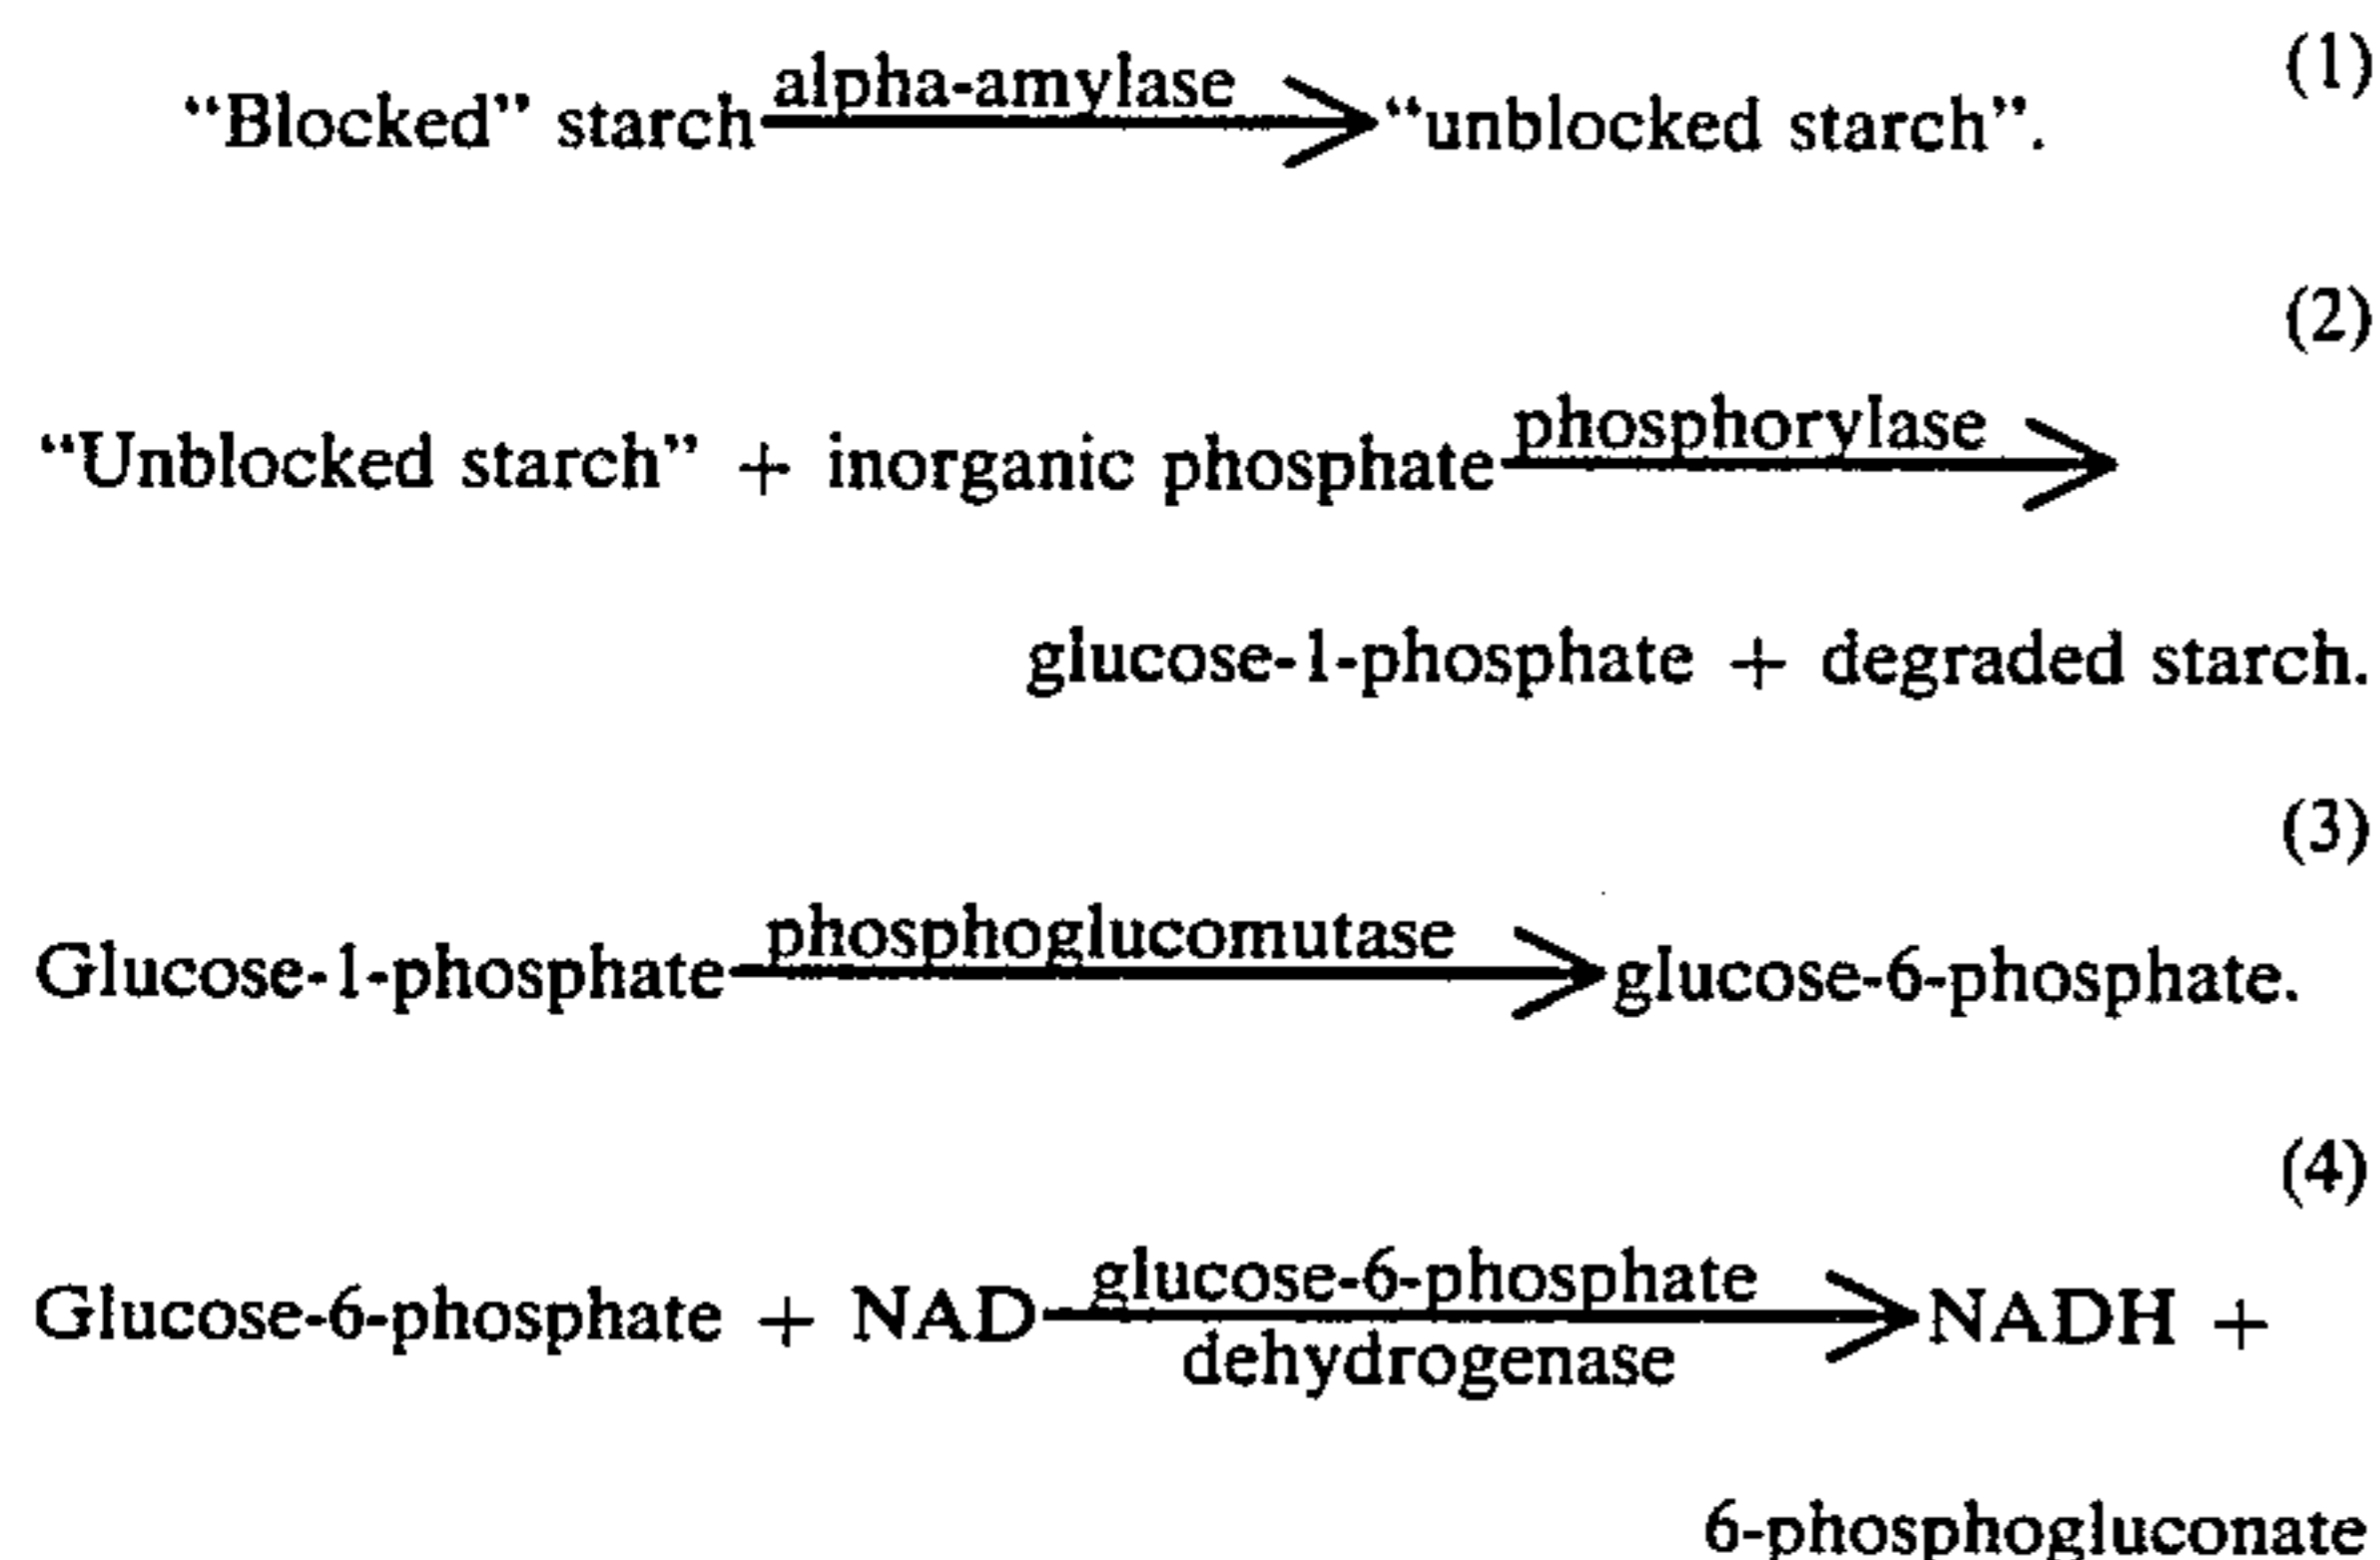 (1)
“Blocked” starch alpha-amylase “unblocked starch”.
(2)
“Unblocked starch” + inorganic phosphate phosphorylase
glucose-1-phosphate + degraded starch.
(3)
Glucose-1-phosphate phosphoglucomutase glucose-6-phosphate.
(4)
Glucose-6-phosphate + NAD glucose-6-phosphate dehydrogenase NADH +
6-phosphogluconate